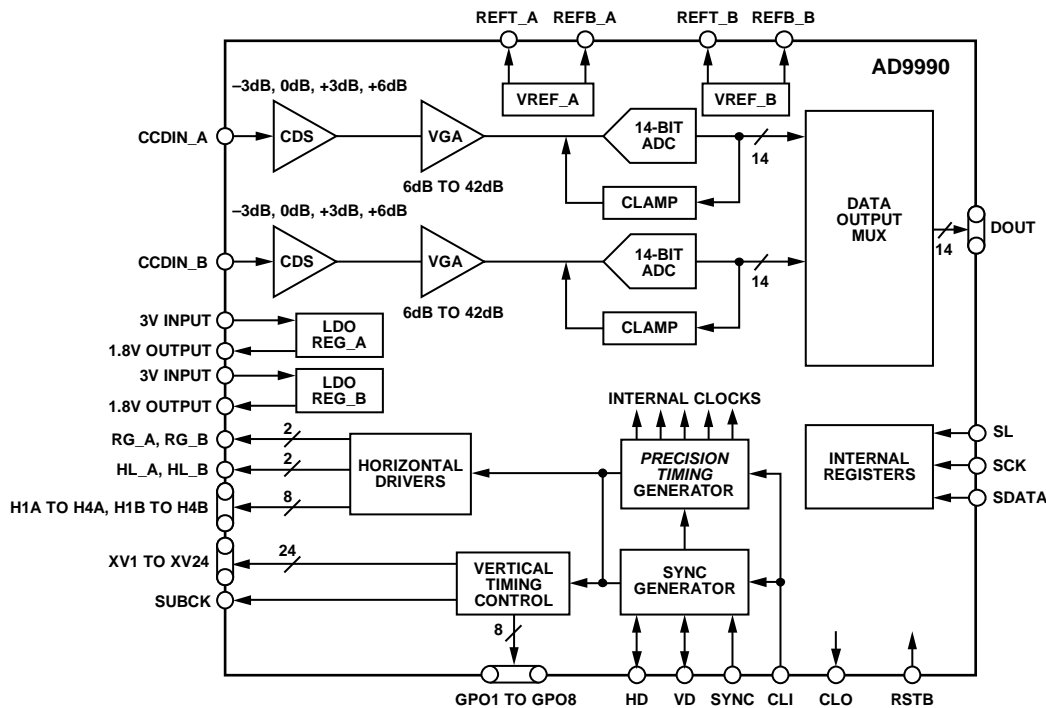 REFT_A REFB_A REFT_B REFB_B
AD9990
–3dB, 0dB, +3dB, +6dB
VREF_A
VREF_B
CCDIN_A
CDS
VGA
14-BIT
ADC
14
6dB TO 42dB
CLAMP
DATA
OUTPUT
MUX
14
DOUT
–3dB, 0dB, +3dB, +6dB
CCDIN_B
CDS
VGA
14-BIT
ADC
14
6dB TO 42dB
CLAMP
3V INPUT
LDO
REG_A
1.8V OUTPUT
3V INPUT
LDO
REG_B
1.8V OUTPUT
INTERNAL CLOCKS
RG_A, RG_B
2
HL_A, HL_B
2
H1A TO H4A, H1B TO H4B
8
HORIZONTAL
DRIVERS
PRECISION
TIMING
GENERATOR
INTERNAL
REGISTERS
SL
SCK
SDATA
XV1 TO XV24
24
SUBCK
VERTICAL
TIMING
CONTROL
SYNC
GENERATOR
8
GPO1 TO GPO8
HD
VD
SYNC
CLI
CLO
RSTB